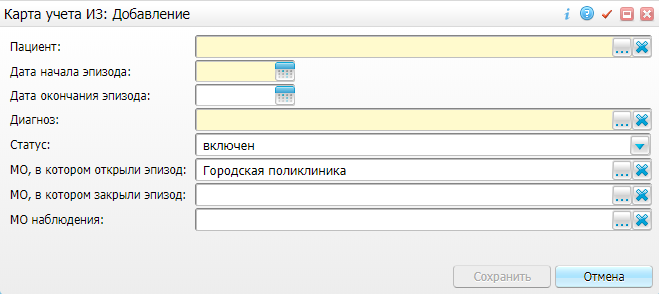 Карта учета ИЗ: Добавление
Пациент:
Дата начала эпизода:
Дата окончания эпизода:
Диагноз:
Статус: включен
МО, в котором открыли эпизод: Городская поликлиника
МО, в котором закрыли эпизод:
МО наблюдения:
Сохранить Отмена